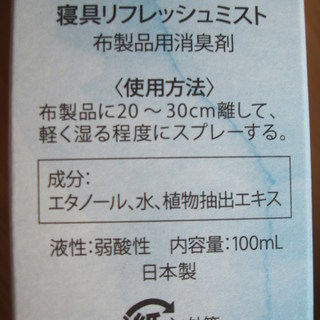 寝具リフレッシュミスト
布製品用消臭剤
〈使用方法〉
布製品に20～30cm離して、
軽く湿る程度にスプレーする。
成分：
エタノール、水、植物抽出エキス
液性：弱酸性　内容量：100mL
日本製
紙